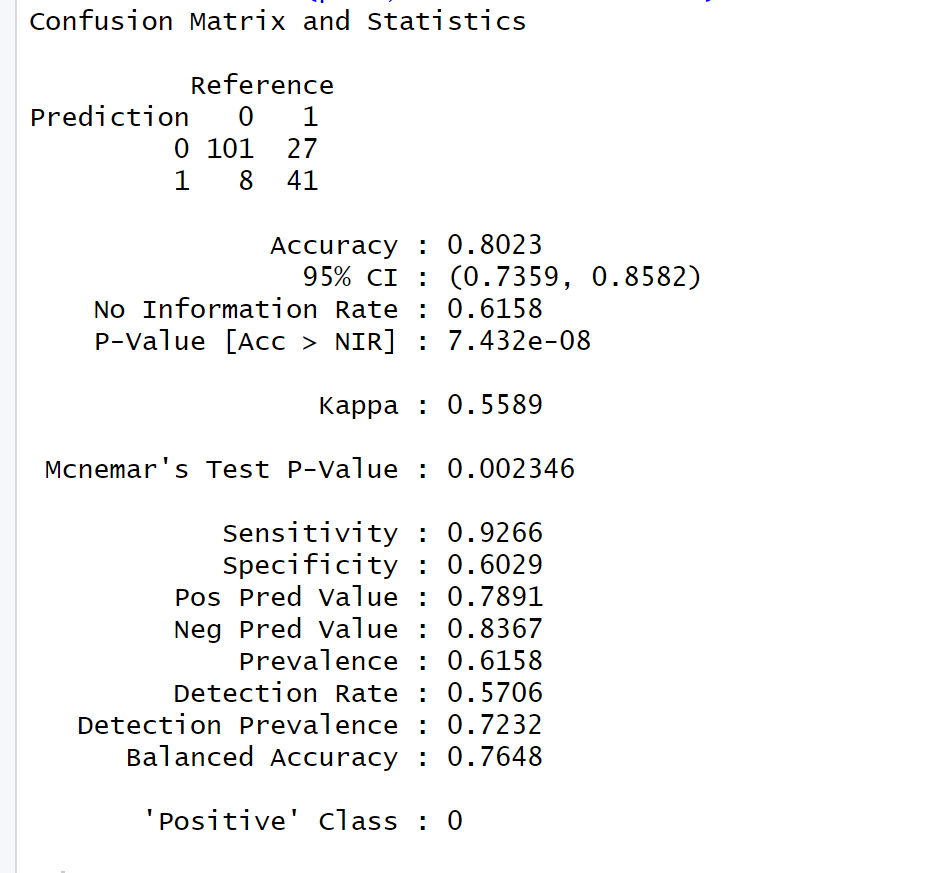 Confusion Matrix and Statistics
Reference
Prediction 0 1
0 101 27
1 8 41
Accuracy : 0.8023
95% CI : (0.7359, 0.8582)
No Information Rate : 0.6158
P-Value [Acc > NIR] : 7.432e-08
Kappa : 0.5589
Mcnemar's Test P-Value : 0.002346
Sensitivity : 0.9266
Specificity : 0.6029
Pos Pred Value : 0.7891
Neg Pred Value : 0.8367
Prevalence : 0.6158
Detection Rate : 0.5706
Detection Prevalence : 0.7232
Balanced Accuracy : 0.7648
'Positive' Class : 0